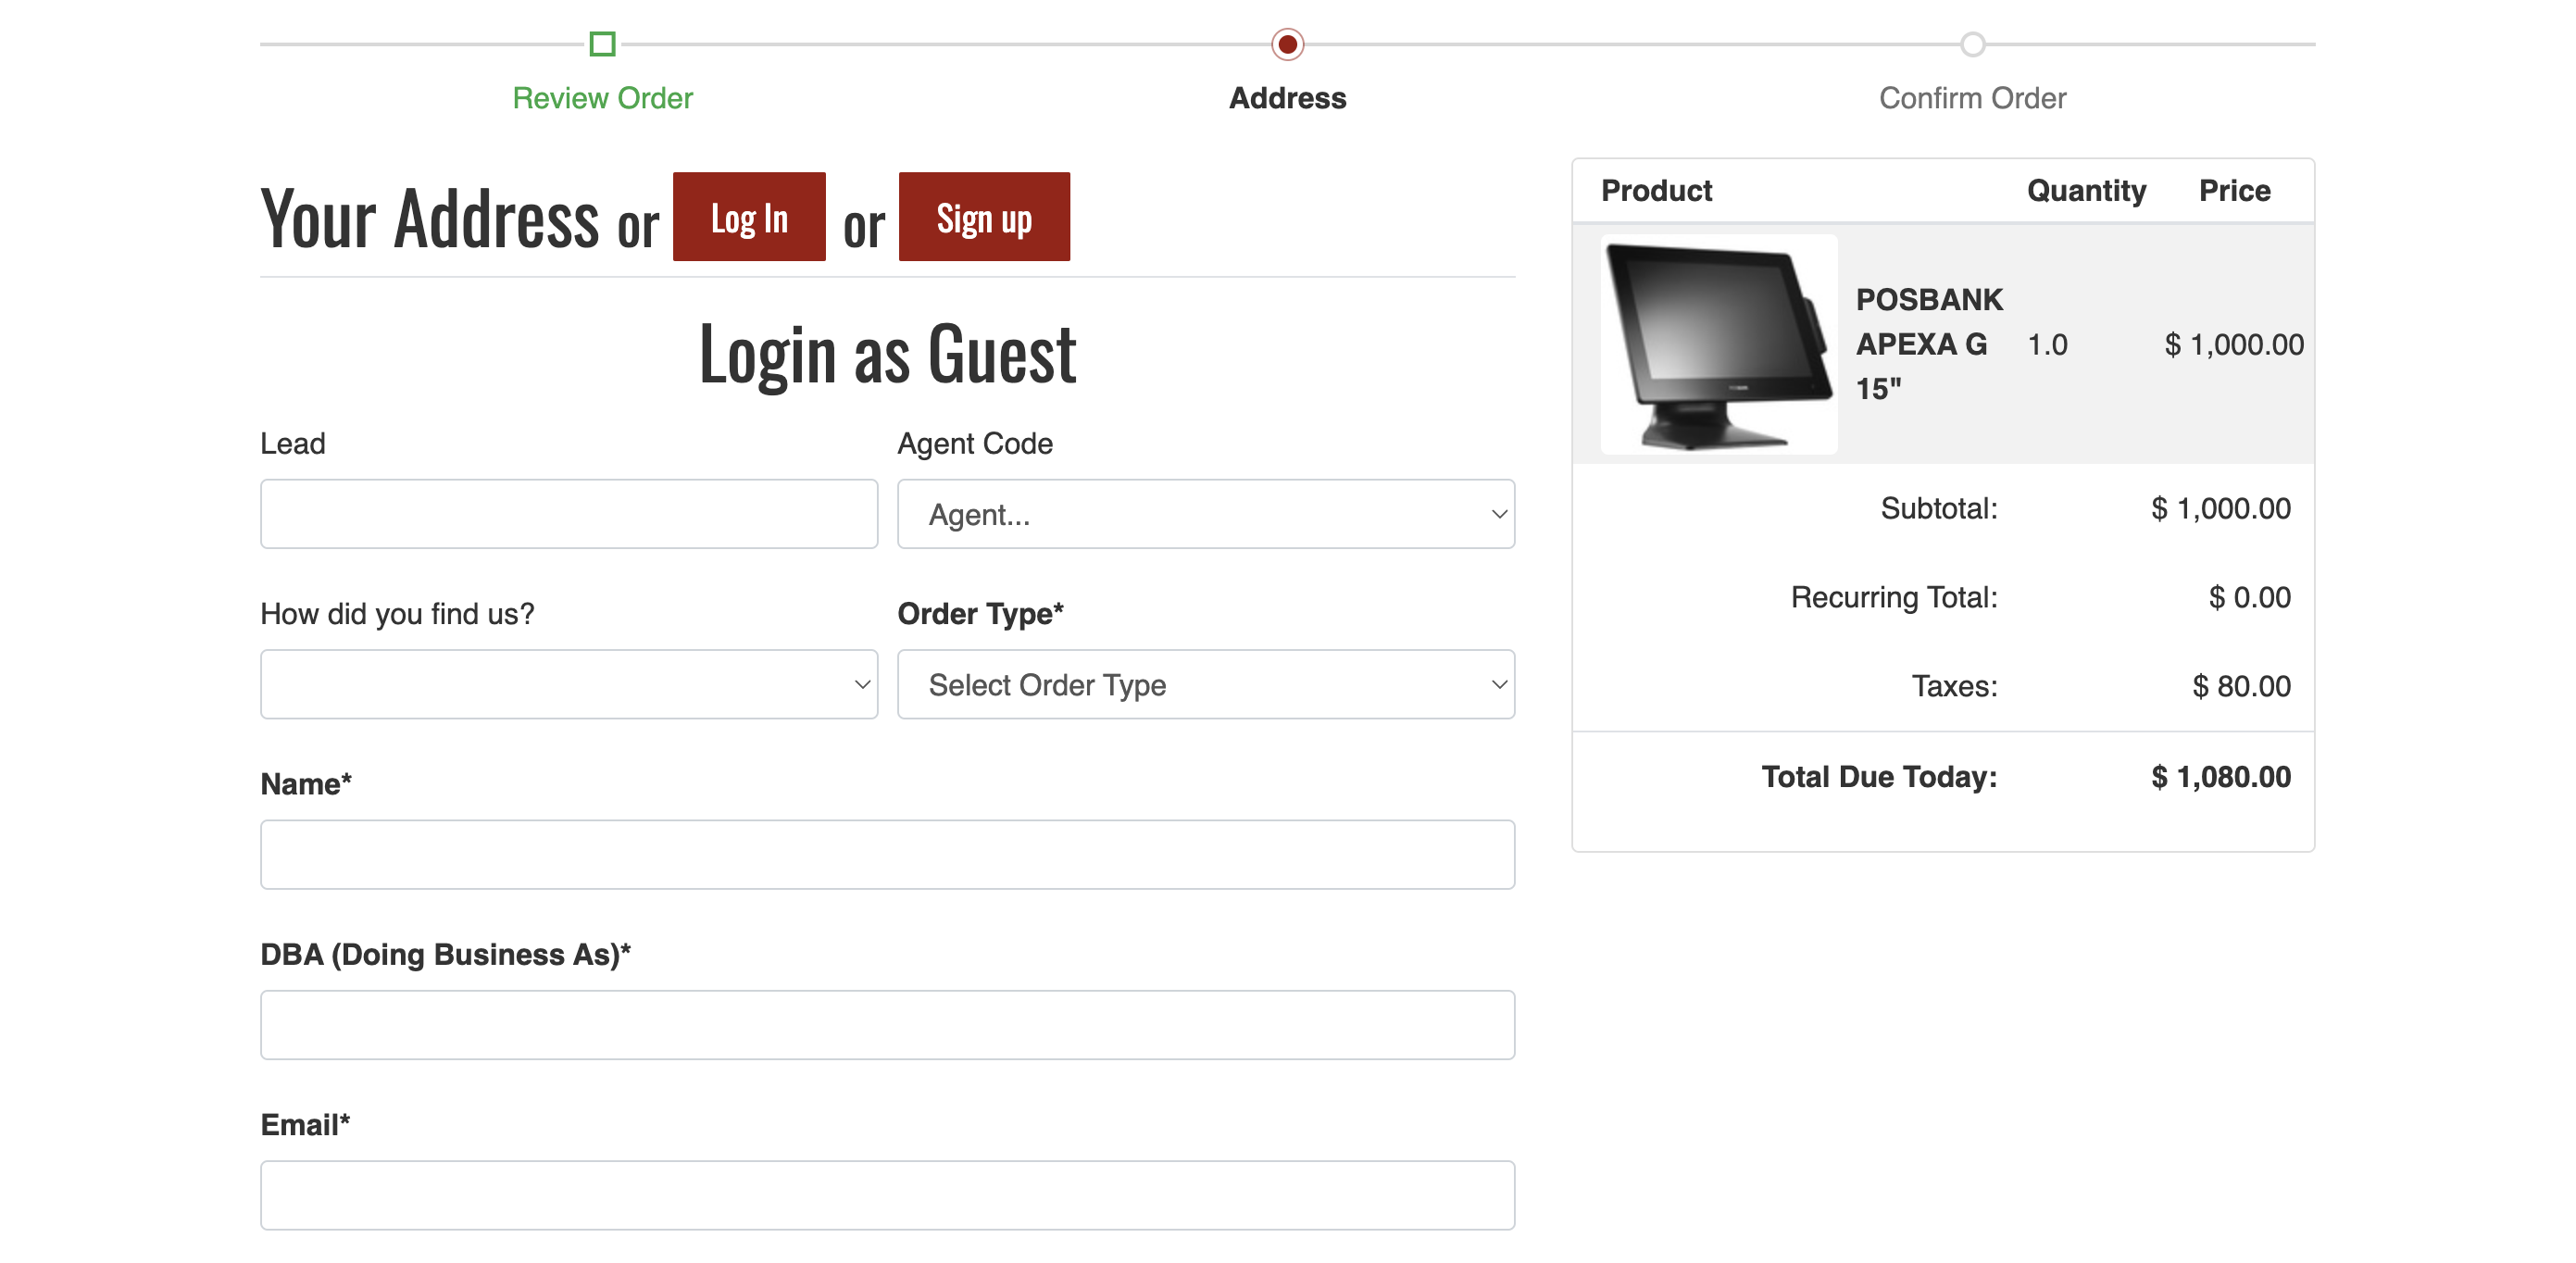 Review Order
Address
Confirm Order
Your Address or Log In or Sign up
Login as Guest
Lead
Agent Code
Agent...
How did you find us?
Order Type*
Select Order Type
Name*
DBA (Doing Business As)*
Email*
Product Quantity Price
POSBANK
APEXA G 1.0 $ 1,000.00
15"
Subtotal: $ 1,000.00
Recurring Total: $ 0.00
Taxes: $ 80.00
Total Due Today: $ 1,080.00